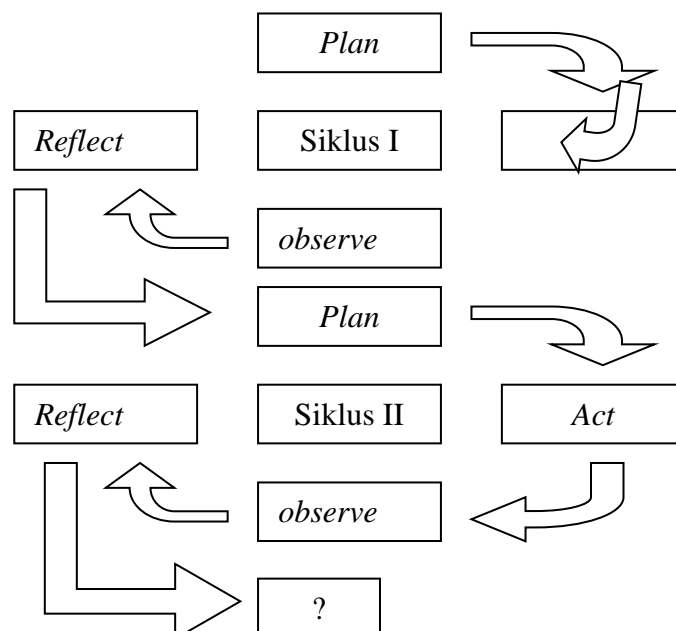 Plan
Reflect
Siklus I
observe
Plan
Reflect
Siklus II
Act
observe
?